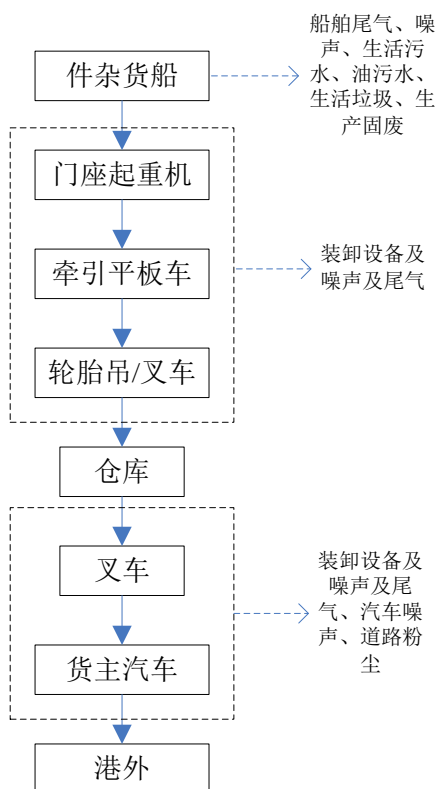 船舶尾气、噪
声、生活污
水、油污水、
生活垃圾、生
产固废
件杂货船
门座起重机
牵引平板车
装卸设备及
噪声及尾气
轮胎吊/叉车
仓库
叉车
装卸设备及
噪声及尾
气、汽车噪
声、道路粉
尘
货主汽车
港外